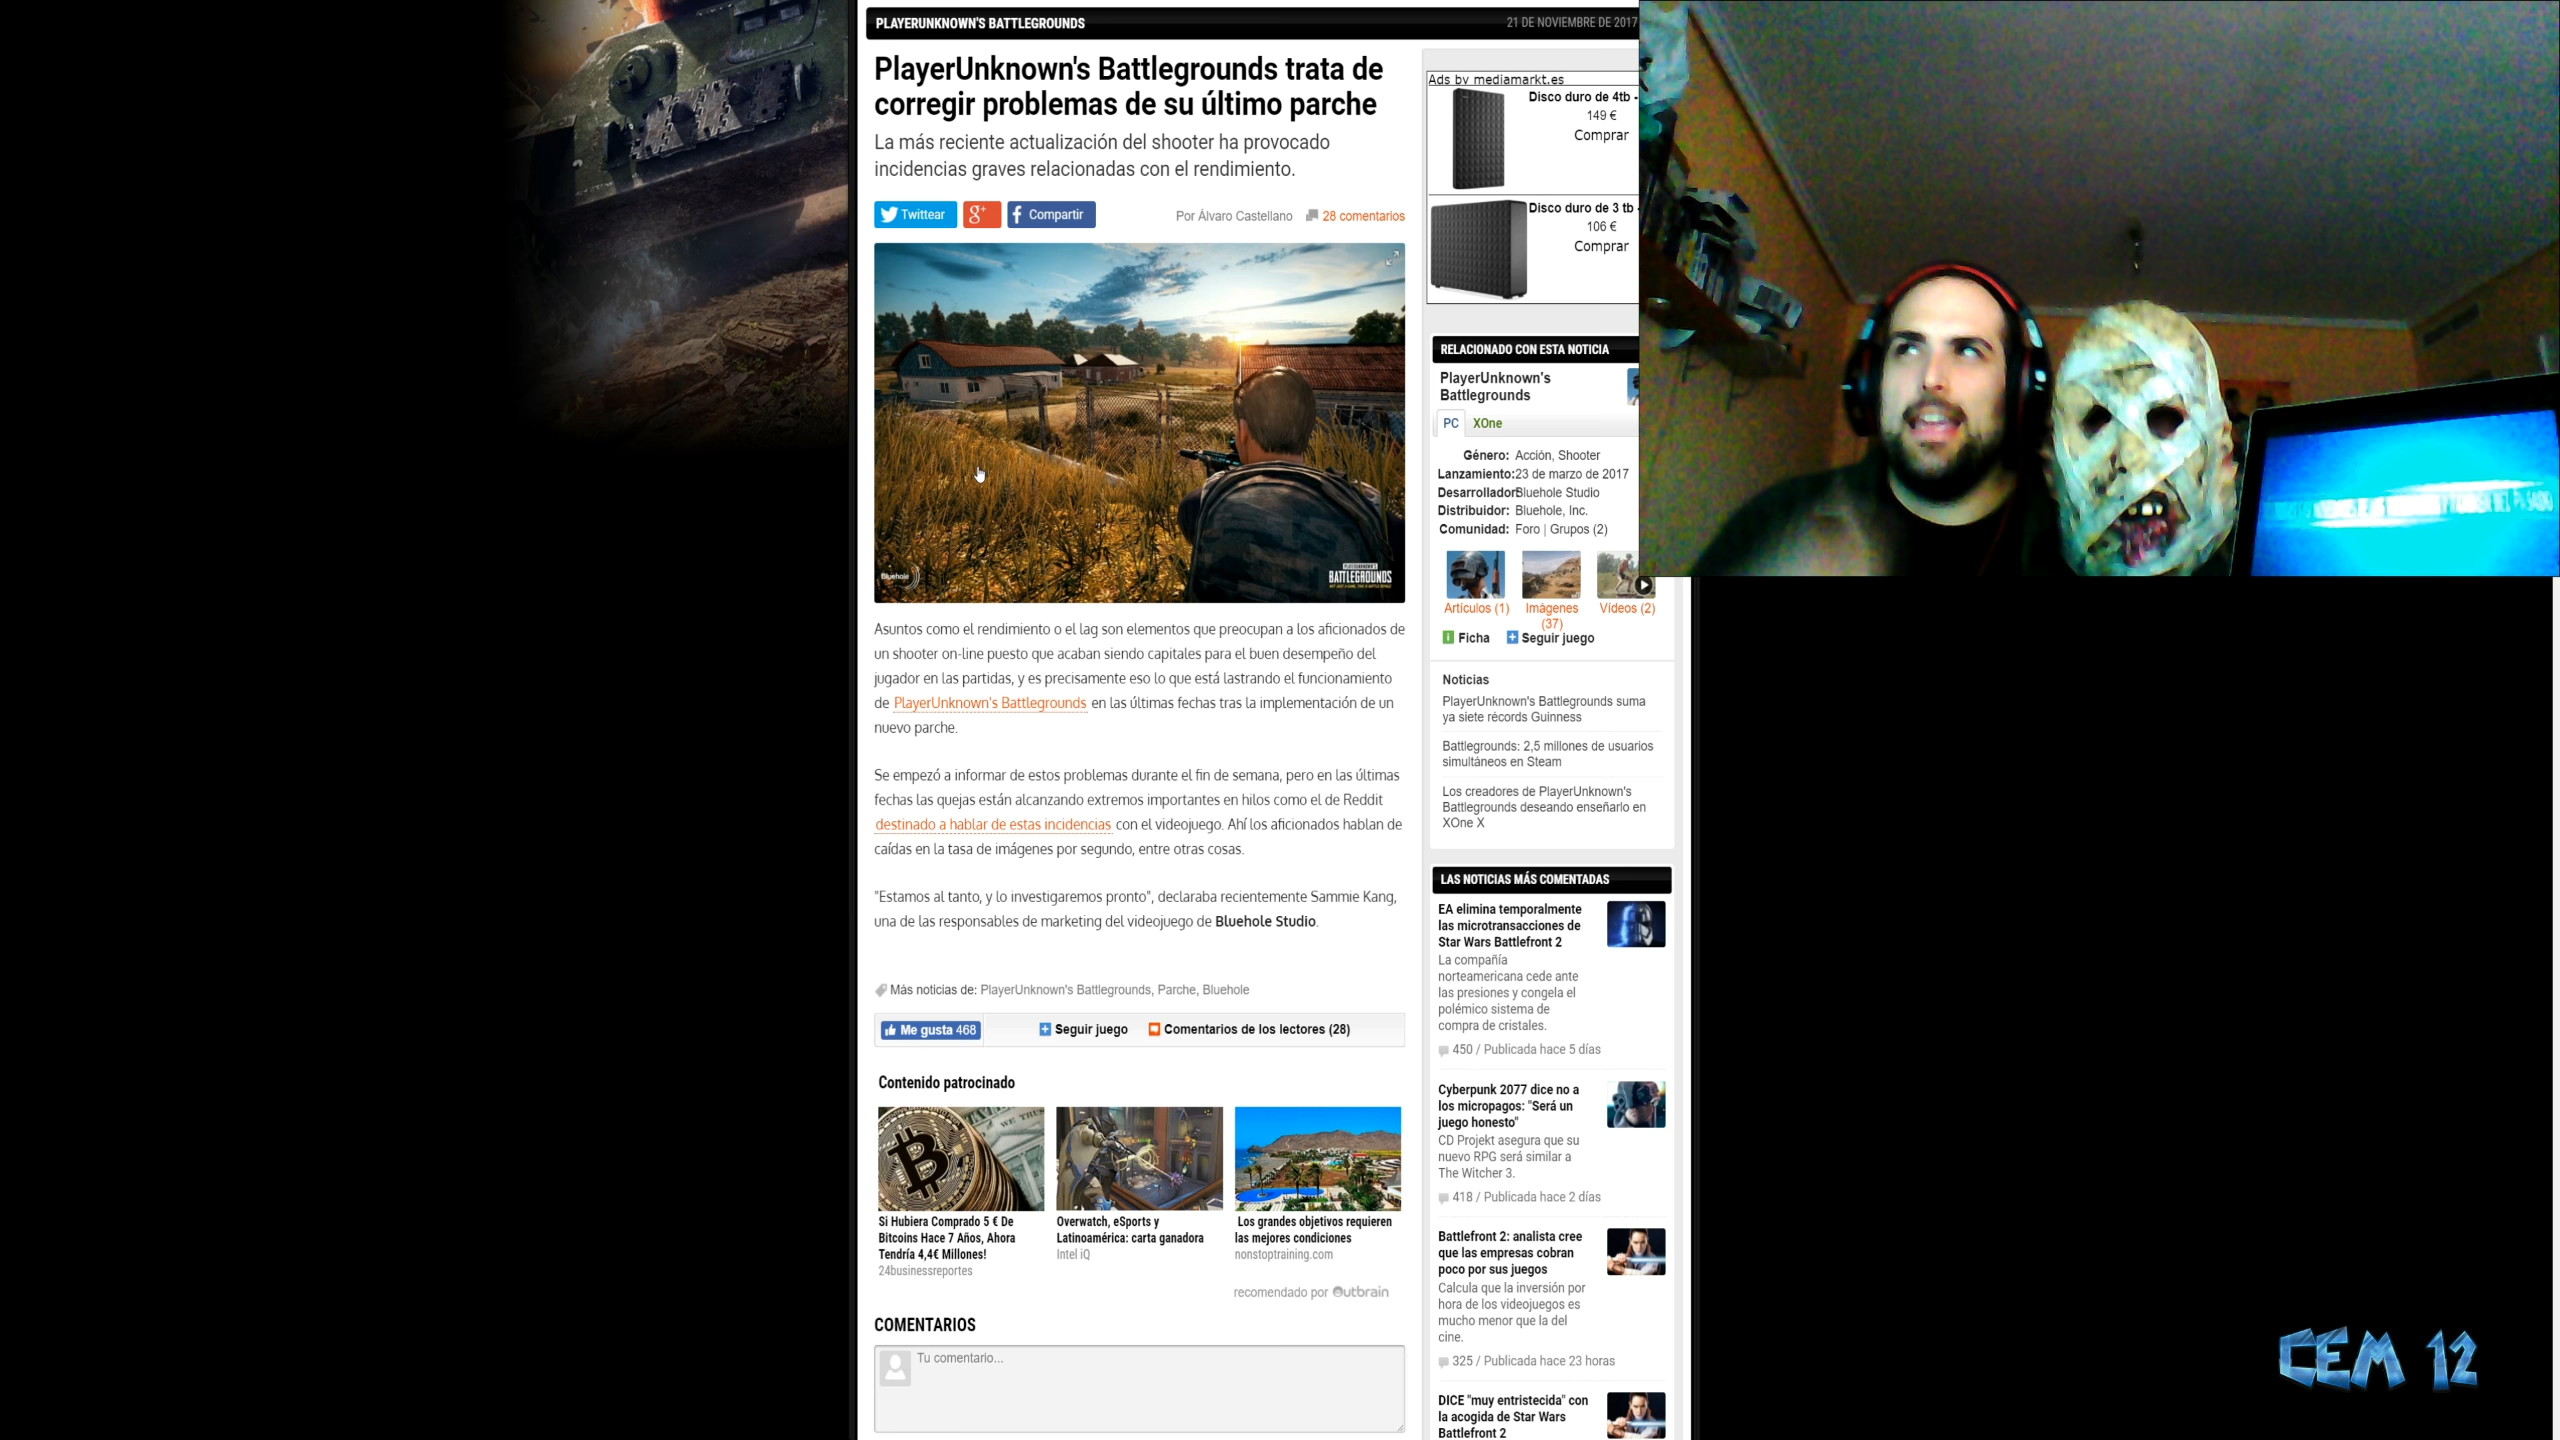 PLAYERUNKNOWN'S BATTLEGROUNDS
21 DE NOVIEMBRE DE 2017
PlayerUnknown's Battlegrounds trata de
corregir problemas de su último parche
La más reciente actualización del shooter ha provocado
incidencias graves relacionadas con el rendimiento.
Twittear
g+
Compartir
Por Álvaro Castellano
28 comentarios
Bluehole
PLAYERUNKNOWN'S
BATTLEGROUNDS
Asuntos como el rendimiento o el lag son elementos que preocupan a los aficionados de
un shooter on-line puesto que acaban siendo capitales para el buen desempeño del
jugador en las partidas, y es precisamente eso lo que está lastrando el funcionamiento
de PlayerUnknown's Battlegrounds en las últimas fechas tras la implementación de un
nuevo parche.
Se empezó a informar de estos problemas durante el fin de semana, pero en las últimas
fechas las quejas están alcanzando extremos importantes en hilos como el de Reddit
destinado a hablar de estas incidencias con el videojuego. Ahí los aficionados hablan de
caídas en la tasa de imágenes por segundo, entre otras cosas.
"Estamos al tanto, y lo investigaremos pronto", declaraba recientemente Sammie Kang,
una de las responsables de marketing del videojuego de Bluehole Studio.
Más noticias de: PlayerUnknown's Battlegrounds, Parche, Bluehole
Me gusta 468
Seguir juego
Comentarios de los lectores (28)
Contenido patrocinado
Si Hubiera Comprado 5 € De
Bitcoins Hace 7 Años, Ahora
Tendría 4,4€ Millones!
24businessreportes
Overwatch, eSports y
Latinoamérica: carta ganadora
Intel iQ
Los grandes objetivos requieren
las mejores condiciones
nonstoptraining.com
recomendado por Outbrain
COMENTARIOS
Tu comentario...
Ads by mediamarkt.es
Disco duro de 4tb -
149 €
Comprar
Disco duro de 3 tb -
106 €
Comprar
RELACIONADO CON ESTA NOTICIA
PlayerUnknown's
Battlegrounds
PC
XOne
Género: Acción, Shooter
Lanzamiento: 23 de marzo de 2017
Desarrollador Bluehole Studio
Distribuidor: Bluehole, Inc.
Comunidad: Foro | Grupos (2)
Artículos (1)
Imágenes
(37)
Vídeos (2)
Ficha
Seguir juego
Noticias
PlayerUnknown's Battlegrounds suma
ya siete récords Guinness
Battlegrounds: 2,5 millones de usuarios
simultáneos en Steam
Los creadores de PlayerUnknown's
Battlegrounds deseando enseñarlo en
XOne X
LAS NOTICIAS MÁS COMENTADAS
EA elimina temporalmente
las microtransacciones de
Star Wars Battlefront 2
La compañía
norteamericana cede ante
las presiones y congela el
polémico sistema de
compra de cristales.
450 / Publicada hace 5 días
Cyberpunk 2077 dice no a
los micropagos: "Será un
juego honesto"
CD Projekt asegura que su
nuevo RPG será similar a
The Witcher 3.
418 / Publicada hace 2 días
Battlefront 2: analista cree
que las empresas cobran
poco por sus juegos
Calcula que la inversión por
hora de los videojuegos es
mucho menor que la del
cine.
325 / Publicada hace 23 horas
DICE "muy entristecida" con
la acogida de Star Wars
Battlefront 2
CEM 12